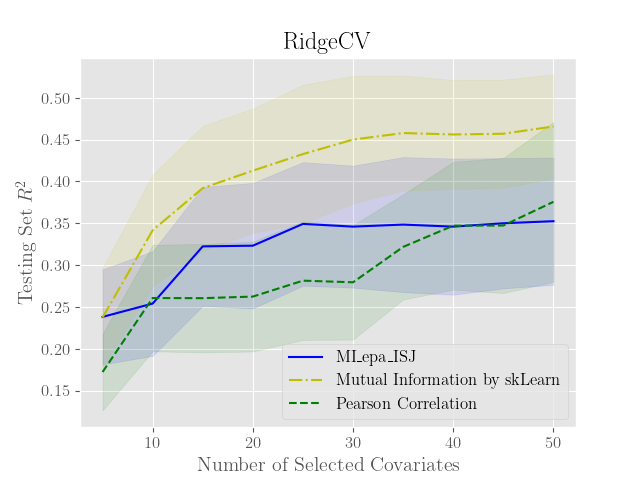 RidgeCV
Testing Set R²
0.50
0.45
0.40
0.35
0.30
0.25
0.20
0.15
MI_epa_ISJ
Mutual Information by skLearn
Pearson Correlation
10 20 30 40 50
Number of Selected Covariates